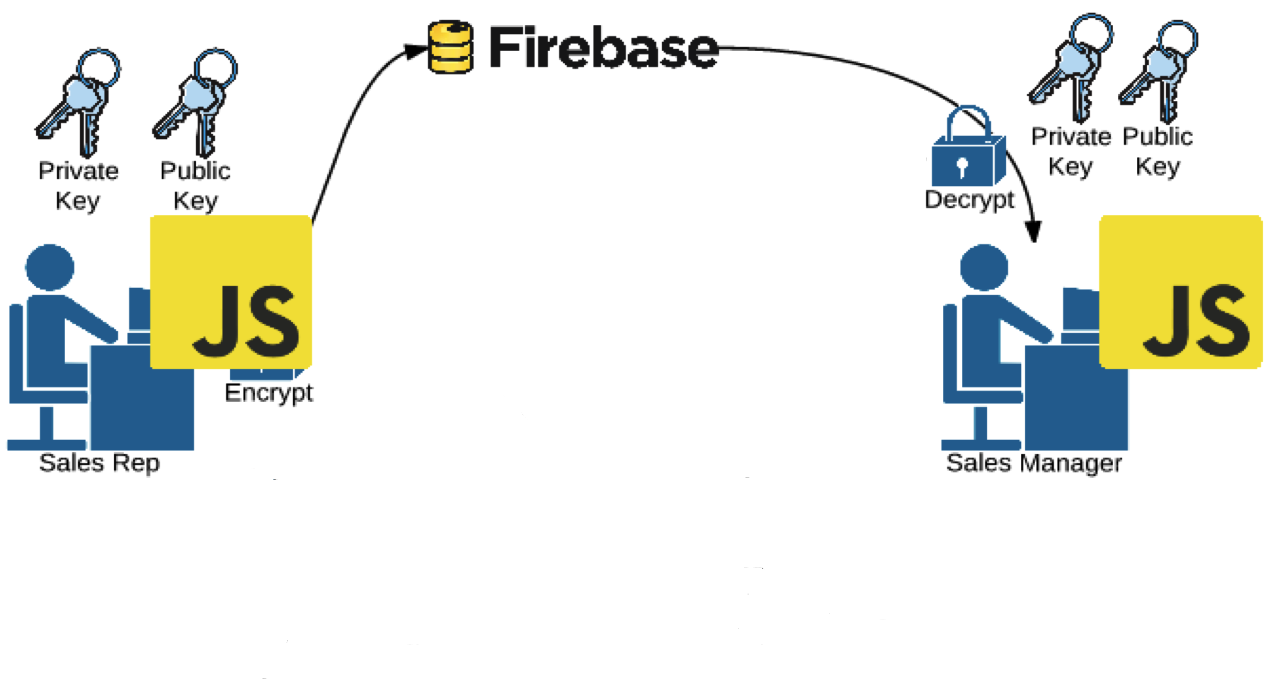 Firebase
Private
Key
Public
Key
Private Public
Key Key
Decrypt
JS
JS
Encrypt
Sales Rep
Sales Manager